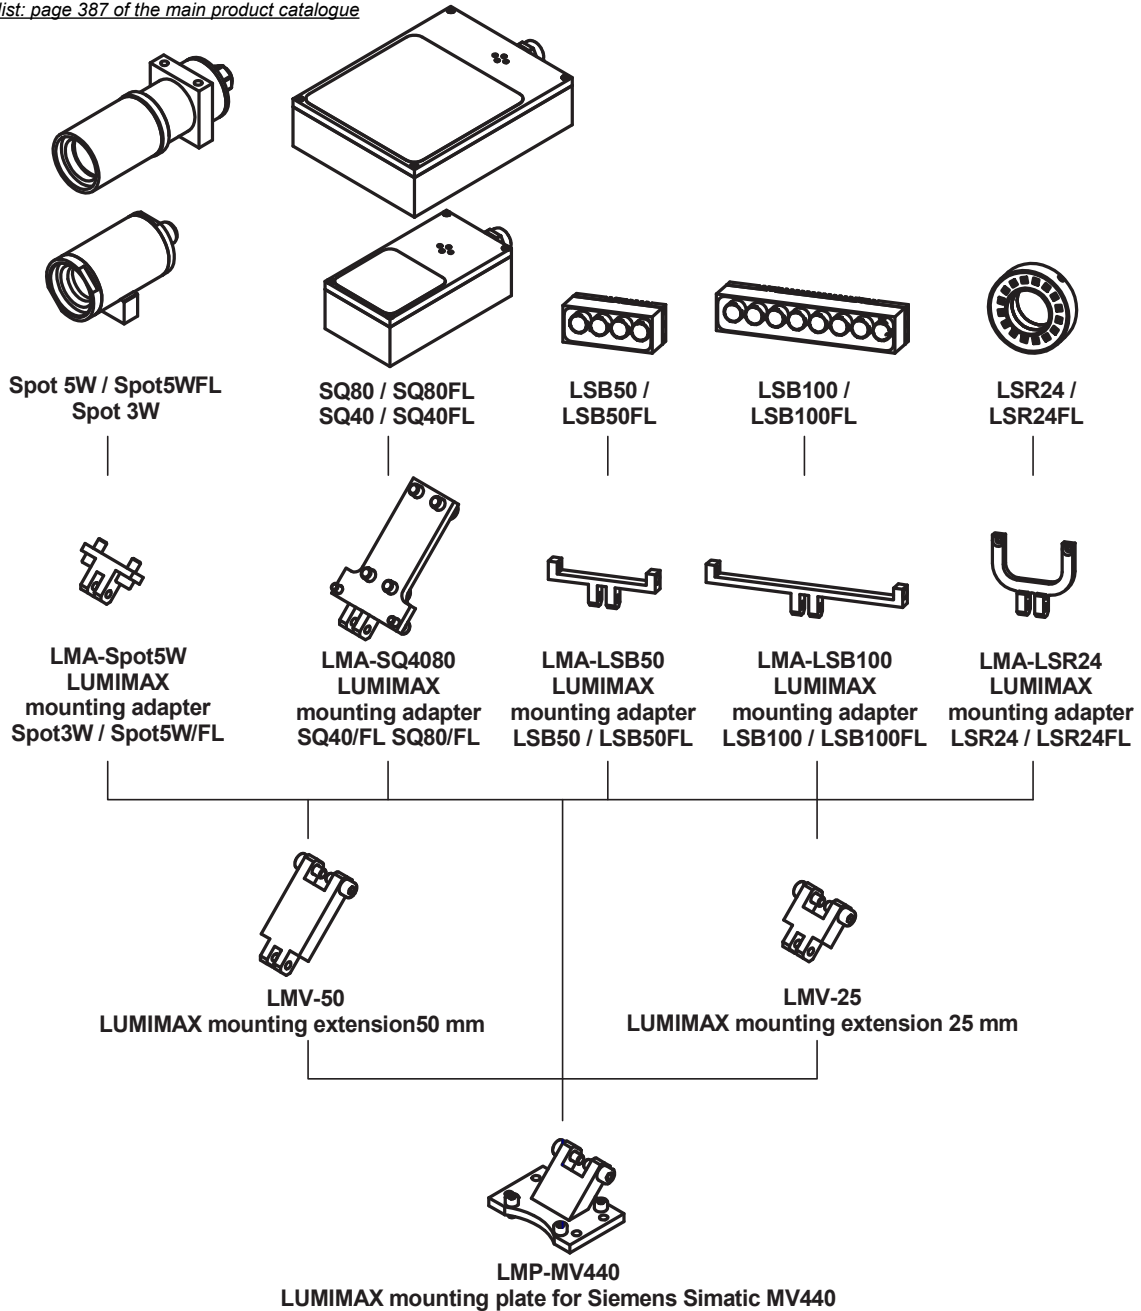 list: page 387 of the main product catalogue
Spot 5W / Spot5WFL
Spot 3W
SQ80 / SQ80FL
SQ40 / SQ40FL
LSB50 /
LSB50FL
LSB100 /
LSB100FL
LSR24 /
LSR24FL
LMA-Spot5W
LUMIMAX
mounting adapter
Spot3W / Spot5W/FL
LMA-SQ4080
LUMIMAX
mounting adapter
SQ40/FL SQ80/FL
LMA-LSB50
LUMIMAX
mounting adapter
LSB50 / LSB50FL
LMA-LSB100
LUMIMAX
mounting adapter
LSB100 / LSB100FL
LMA-LSR24
LUMIMAX
mounting adapter
LSR24 / LSR24FL
LMV-50
LUMIMAX mounting extension50 mm
LMV-25
LUMIMAX mounting extension 25 mm
LMP-MV440
LUMIMAX mounting plate for Siemens Simatic MV440